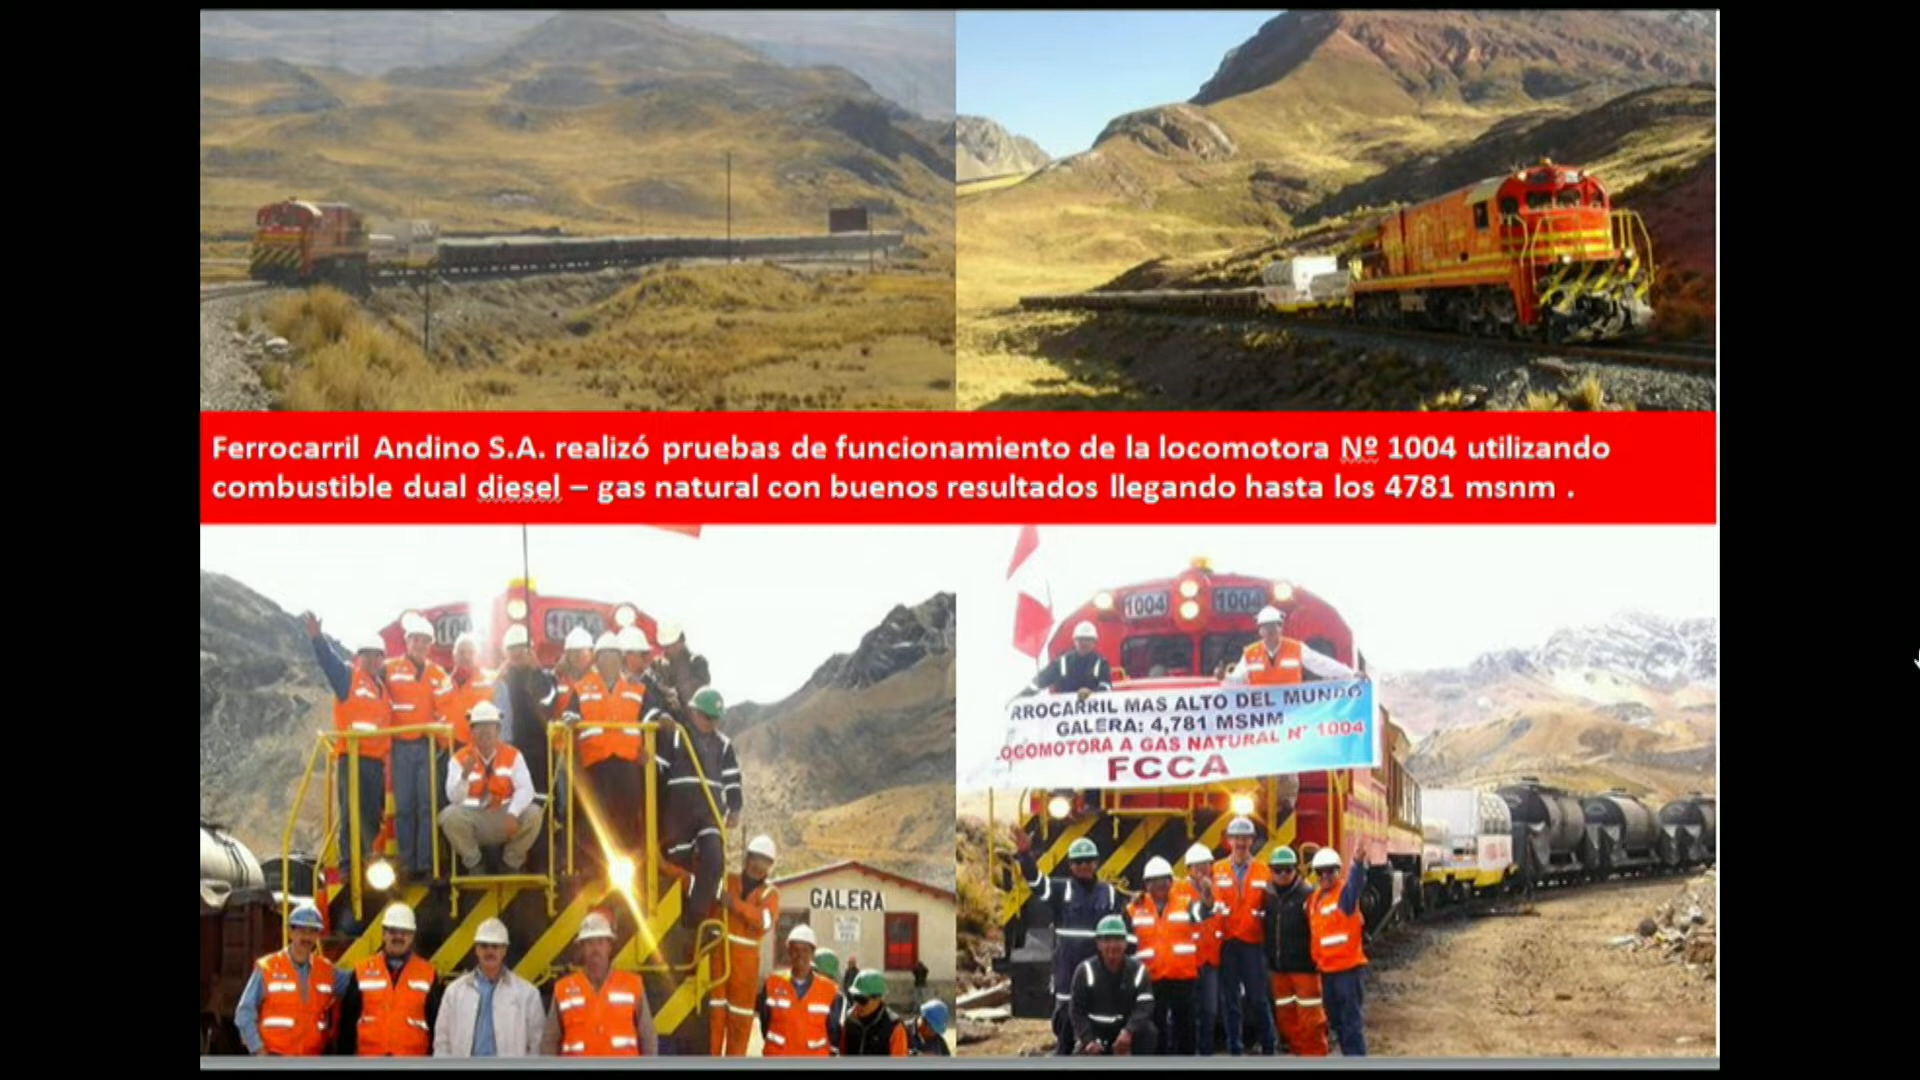 Ferrocarril Andino S.A. realizó pruebas de funcionamiento de la locomotora Nº 1004 utilizando
combustible dual diesel – gas natural con buenos resultados llegando hasta los 4781 msnm .
1004
GALERA
1004 1004
RROCARRIL MAS ALTO DEL MUNDO
GALERA: 4,781 MSNM
OCOMOTORA A GAS NATURAL N° 1004
FCCA